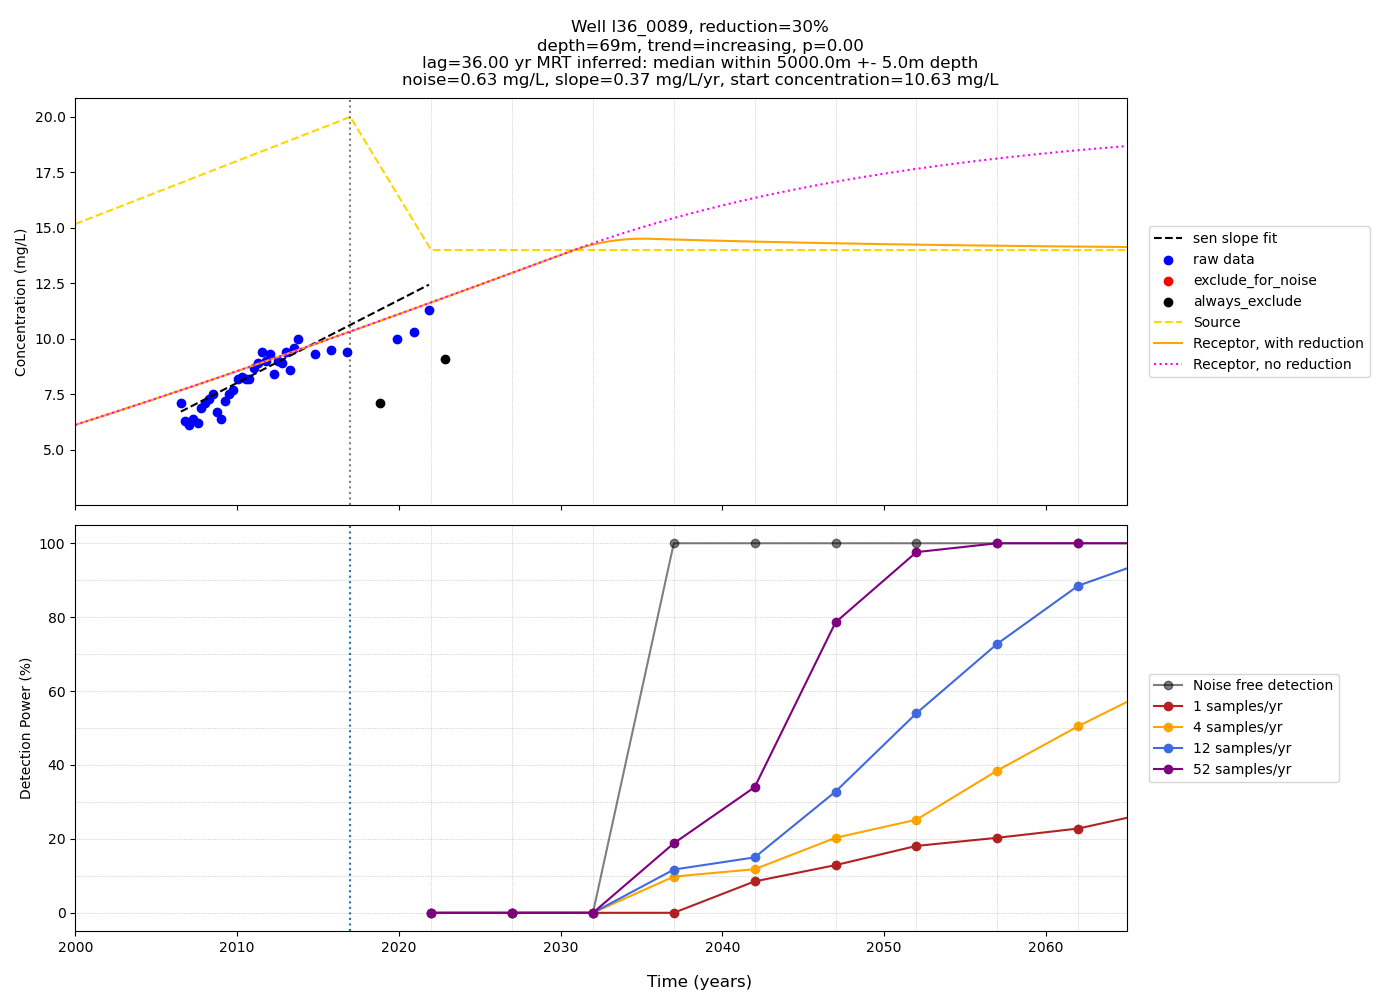 Well l36_0089, reduction=30%
depth=69m, trend=increasing, p=0.00
lag=36.00 yr MRT inferred: median within 5000.0m +- 5.0m depth
noise=0.63 mg/L, slope=0.37 mg/L/yr, start concentration=10.63 mg/L
Concentration (mg/L)
20.0
17.5
15.0
12.5
10.0
7.5
5.0
sen slope fit
raw data
exclude_for_noise
always_exclude
Source
Receptor, with reduction
Receptor, no reduction
Detection Power (%)
100
80
60
40
20
0
2000 2010 2020 2030 2040 2050 2060
Time (years)
Noise free detection
1 samples/yr
4 samples/yr
12 samples/yr
52 samples/yr